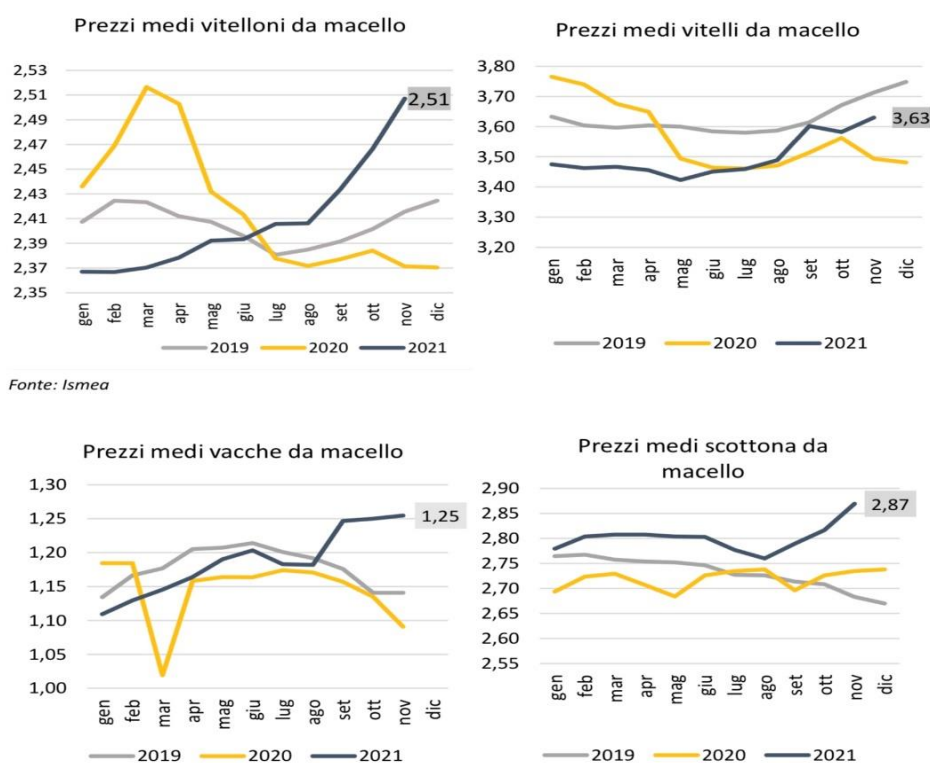 Prezzi medi vitelloni da macello
2,53
2,51
2,49
2,47
2,45
2,43
2,41
2,39
2,37
2,35
2,51
gen feb mar apr mag giu lug ago set ott nov dic
2019 2020 2021
Fonte: Ismea
Prezzi medi vitelli da macello
3,80
3,70
3,60
3,50
3,40
3,30
3,20
3,63
gen feb mar apr mag giu lug ago set ott nov dic
2019 2020 2021
Prezzi medi vacche da macello
1,30
1,25
1,20
1,15
1,10
1,05
1,00
1,25
gen feb mar apr mag giu lug ago set ott nov dic
2019 2020 2021
Prezzi medi scottona da
macello
2,90
2,85
2,80
2,75
2,70
2,65
2,60
2,55
2,87
gen feb mar apr mag giu lug ago set ott nov dic
2019 2020 2021